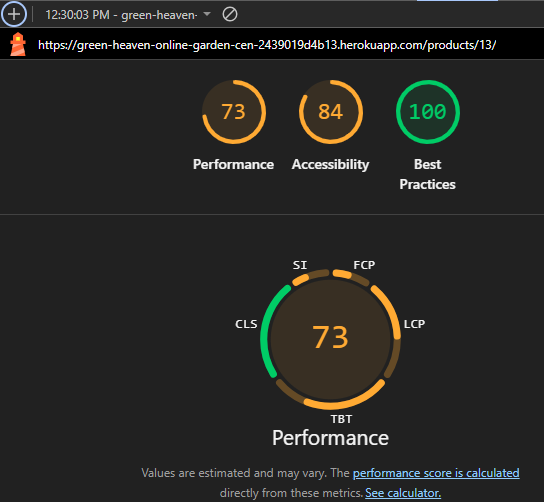 12:30:03 PM - green-heaven-
https://green-heaven-online-garden-cen-2439019d4b13.herokuapp.com/products/13/
73 84 100
Performance Accessibility Best
Practices
SI FCP
CLS LCP
73
TBT
Performance
Values are estimated and may vary. The performance score is calculated
directly from these metrics. See calculator.